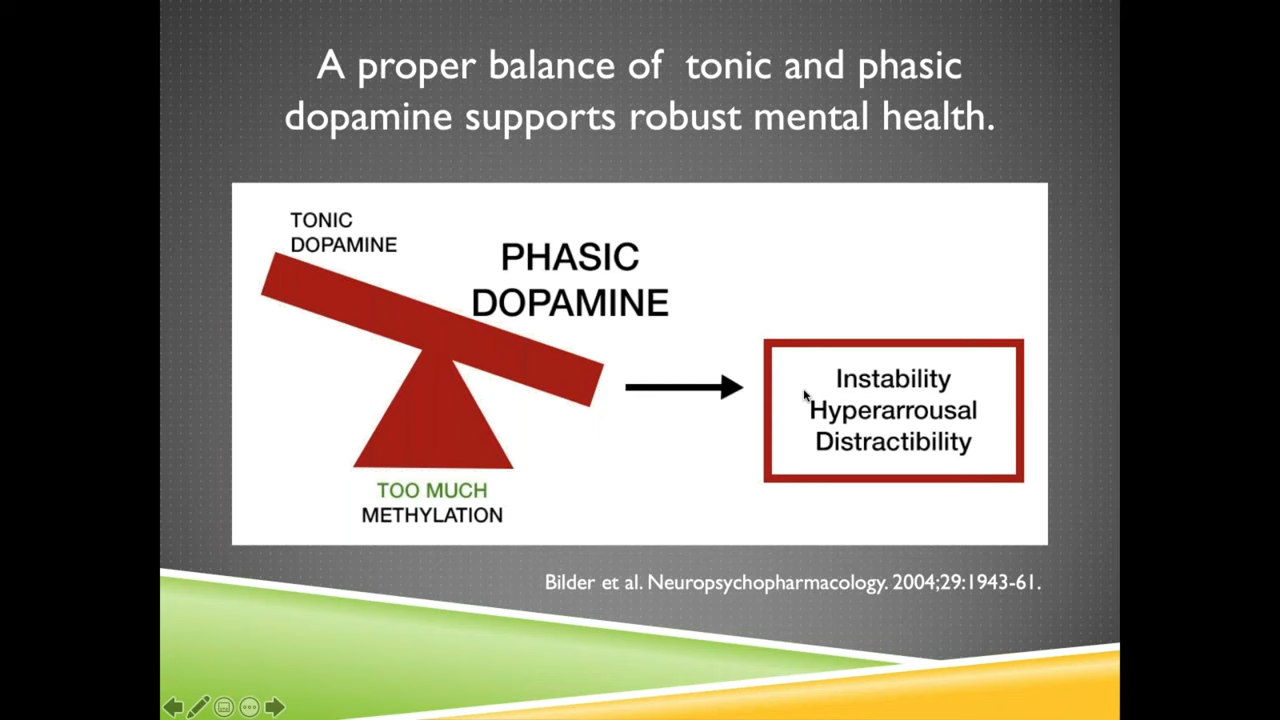 A proper balance of  tonic and phasic
dopamine supports robust mental health.
TONIC
DOPAMINE
PHASIC
DOPAMINE
Instability
Hyperarrousal
Distractibility
TOO MUCH
METHYLATION
Bilder et al. Neuropsychopharmacology. 2004;29:1943-61.